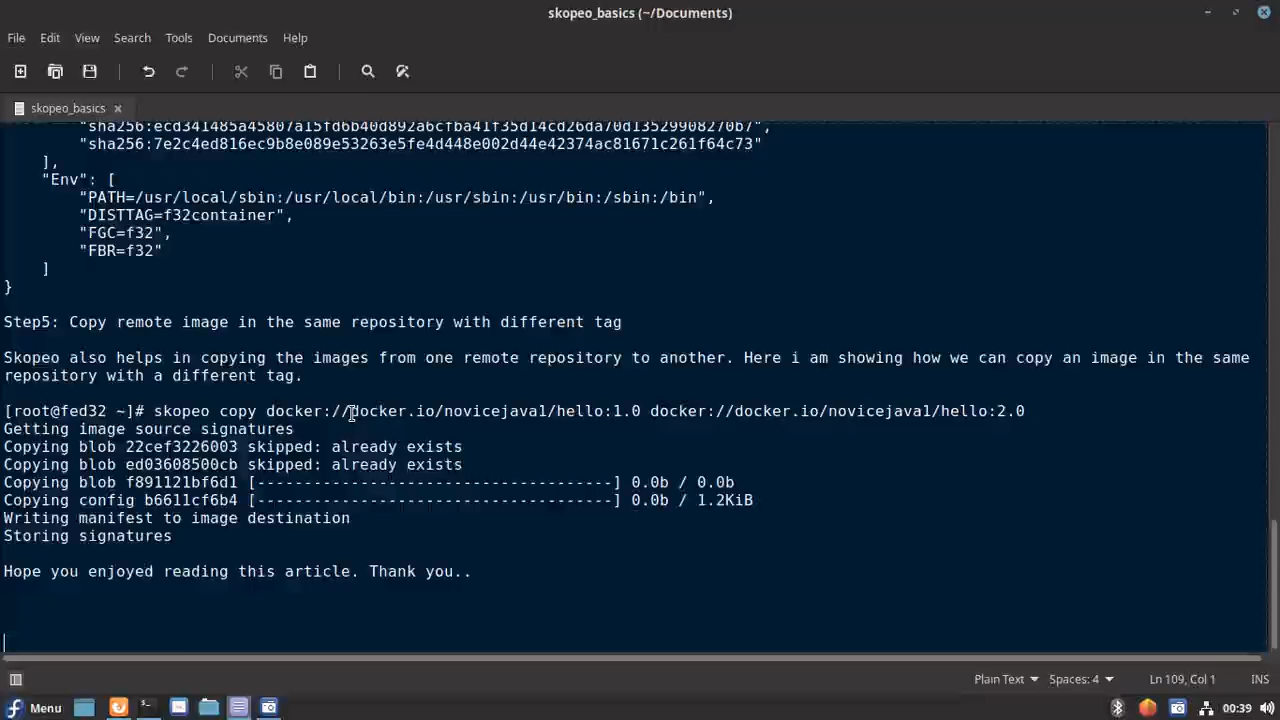 skopeo_basics (~/Documents)
File Edit View Search Tools Documents Help
skopeo_basics
"sha256:ecd341485a45807a15fd6b40d892a6cfba41f35d14cd26da70d13529908270b7",
"sha256:7e2c4ed816ec9b8e089e53263e5fe4d448e002d44e42374ac81671c261f64c73"
],
"Env": [
"PATH=/usr/local/sbin:/usr/local/bin:/usr/sbin:/usr/bin:/sbin:/bin",
"DISTTAG=f32container",
"FGC=f32",
"FBR=f32"
]
}
Step5: Copy remote image in the same repository with different tag
Skopeo also helps in copying the images from one remote repository to another. Here i am showing how we can copy an image in the same
repository with a different tag.
[root@fed32 ~]# skopeo copy docker://docker.io/novicejava1/hello:1.0 docker://docker.io/novicejava1/hello:2.0
Getting image source signatures
Copying blob 22cef3226003 skipped: already exists
Copying blob ed03608500cb skipped: already exists
Copying blob f891121bf6d1 [--------------------------------------] 0.0b / 0.0b
Copying config b6611cf6b4 [--------------------------------------] 0.0b / 1.2KiB
Writing manifest to image destination
Storing signatures
Hope you enjoyed reading this article. Thank you..
Plain Text Spaces: 4 Ln 109, Col 1 INS
Menu 00:39